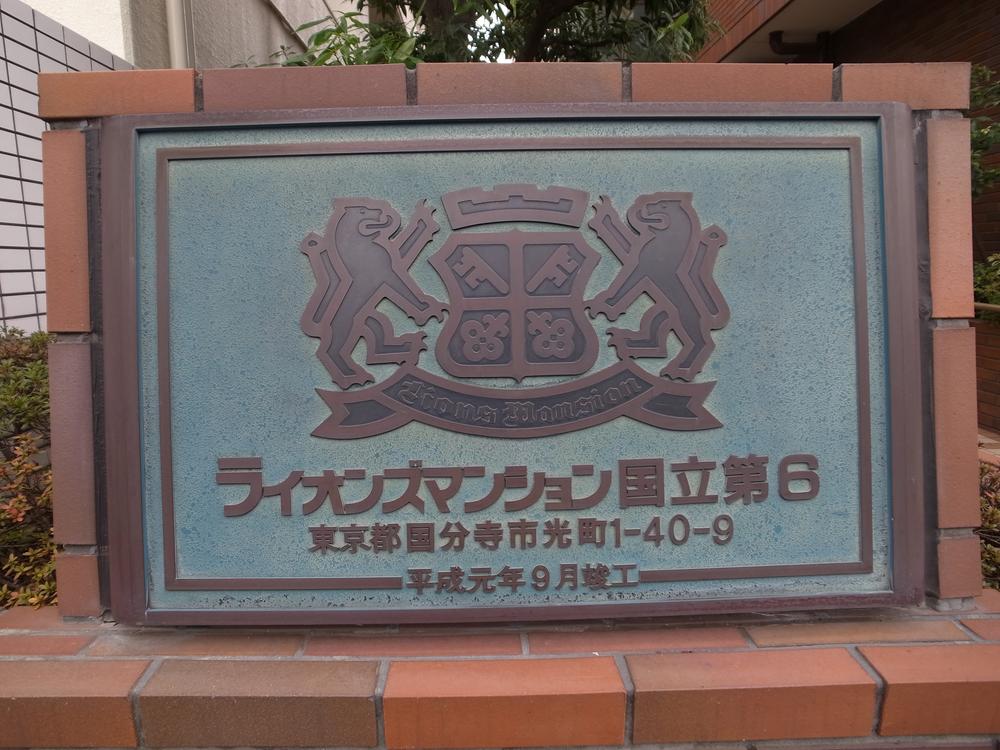 Lions Mansion
ライオンズマンション国立第6
東京都国分寺市光町1-40-9
平成元年9月竣工